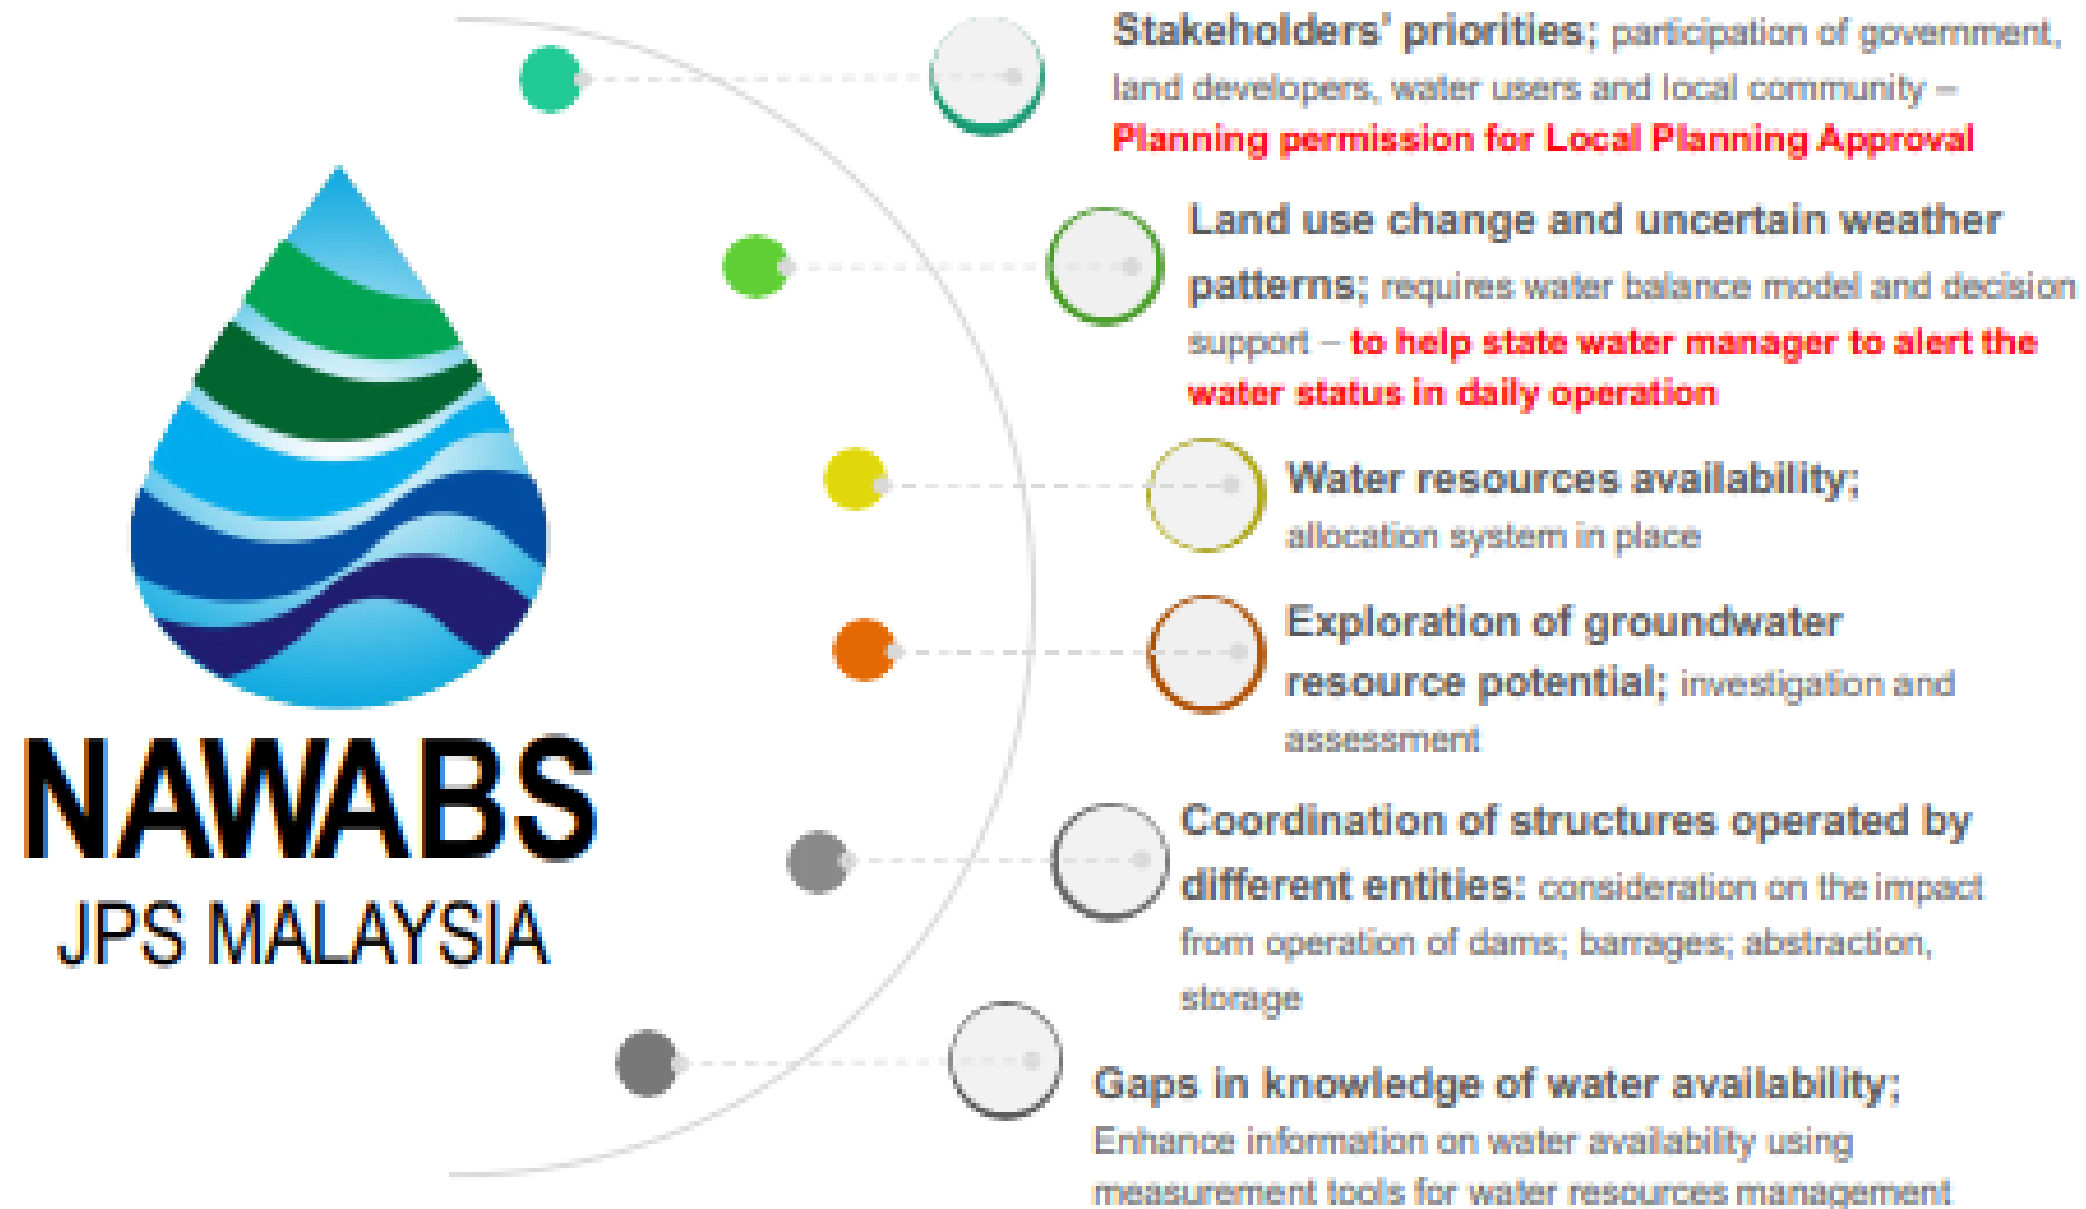 NAWABS
JPS MALAYSIA
Stakeholders' priorities; participation of government,
land developers, water users and local community –
Planning permission for Local Planning Approval
Land use change and uncertain weather
patterns; requires water balance model and decision
support – to help state water manager to alert the
water status in daily operation
Water resources availability;
allocation system in place
Exploration of groundwater
resource potential; investigation and
assessment
Coordination of structures operated by
different entities: consideration on the impact
from operation of dams; barrages; abstraction,
storage
Gaps in knowledge of water availability;
Enhance information on water availability using
measurement tools for water resources management